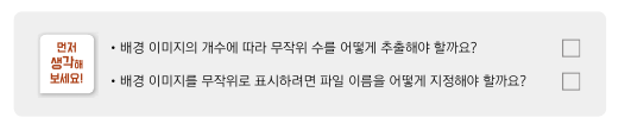 먼저
생각해
보세요!
• 배경 이미지의 개수에 따라 무작위 수를 어떻게 추출해야 할까요?
• 배경 이미지를 무작위로 표시하려면 파일 이름을 어떻게 지정해야 할까요?